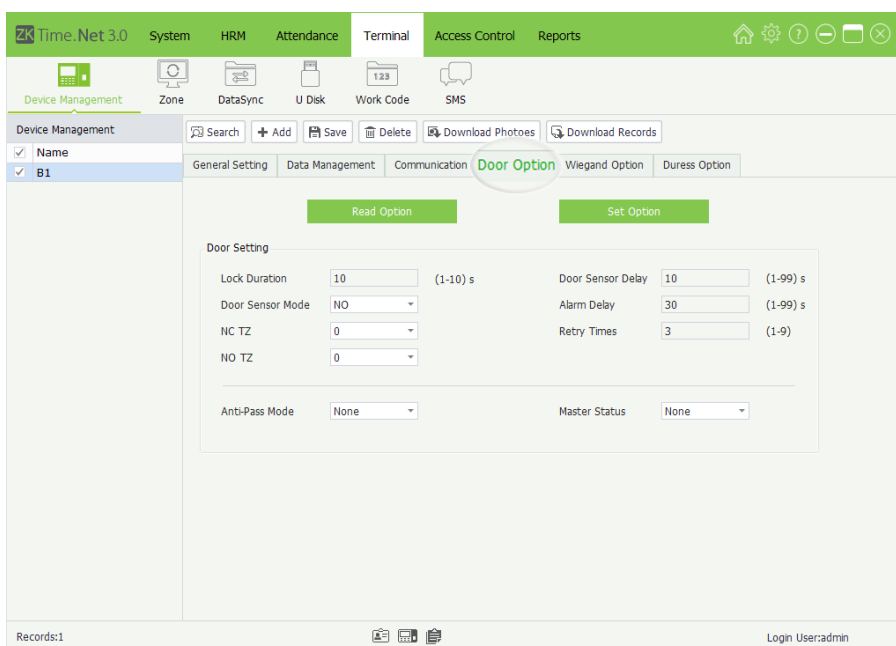 ZK Time.Net 3.0 System HRM Attendance Terminal Access Control Reports
123
Device Management Zone DataSync U Disk Work Code SMS
Device Management Search Add Save Delete Download Photoes Download Records
Name
B1
General Setting Data Management Communication Door Option Wiegand Option Duress Option
Read Option Set Option
Door Setting
Lock Duration 10 (1-10) s Door Sensor Delay 10 (1-99) s
Door Sensor Mode NO Alarm Delay 30 (1-99) s
NC TZ 0 Retry Times 3 (1-9)
NO TZ 0
Anti-Pass Mode None Master Status None
Records:1 Login User:admin